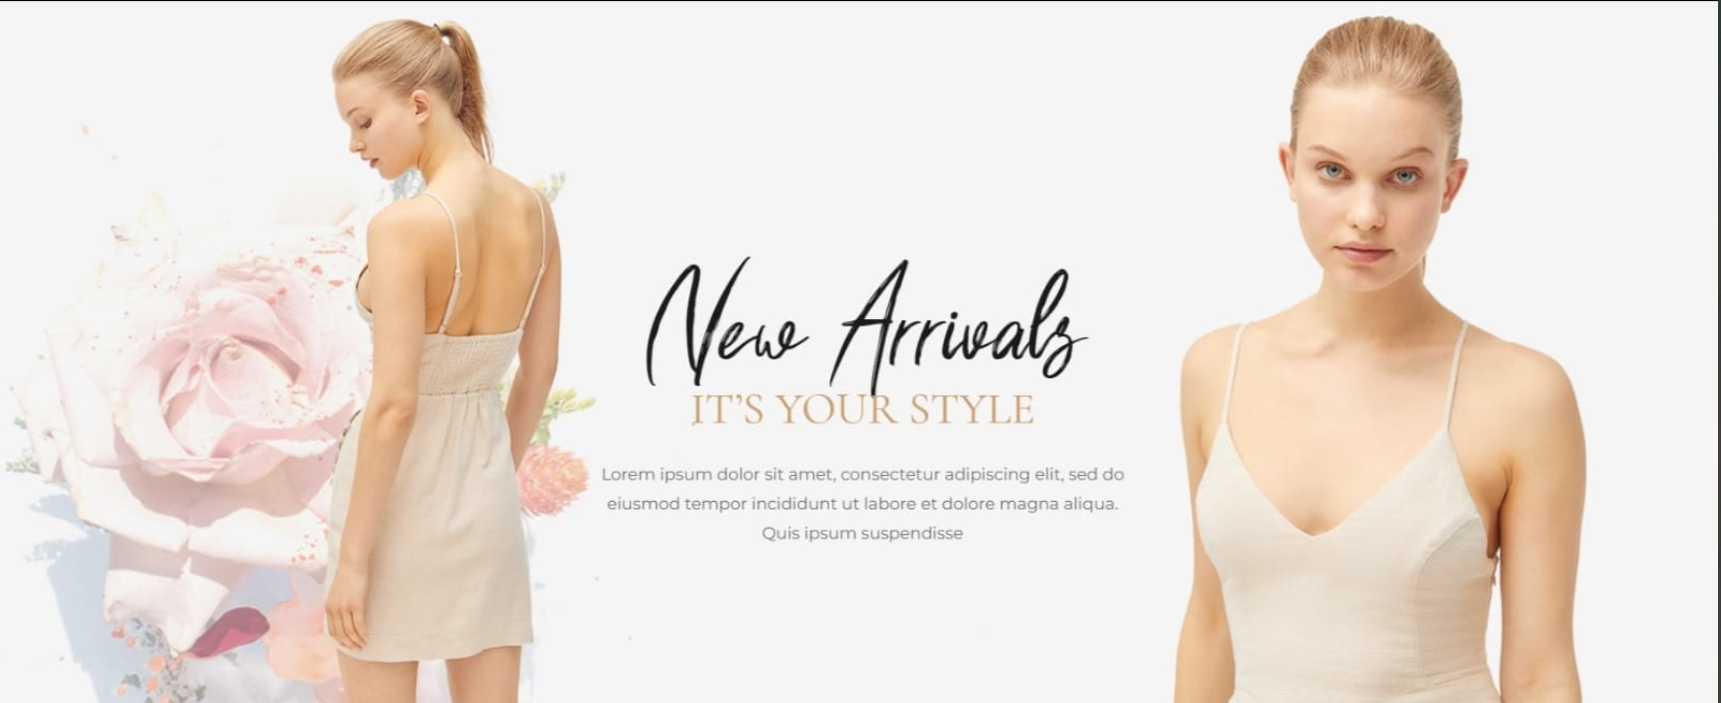 New Arrivals
IT’S YOUR STYLE
Lorem ipsum dolor sit amet, consectetur adipiscing elit, sed do
eiusmod tempor incididunt ut labore et dolore magna aliqua.
Quis ipsum suspendisse